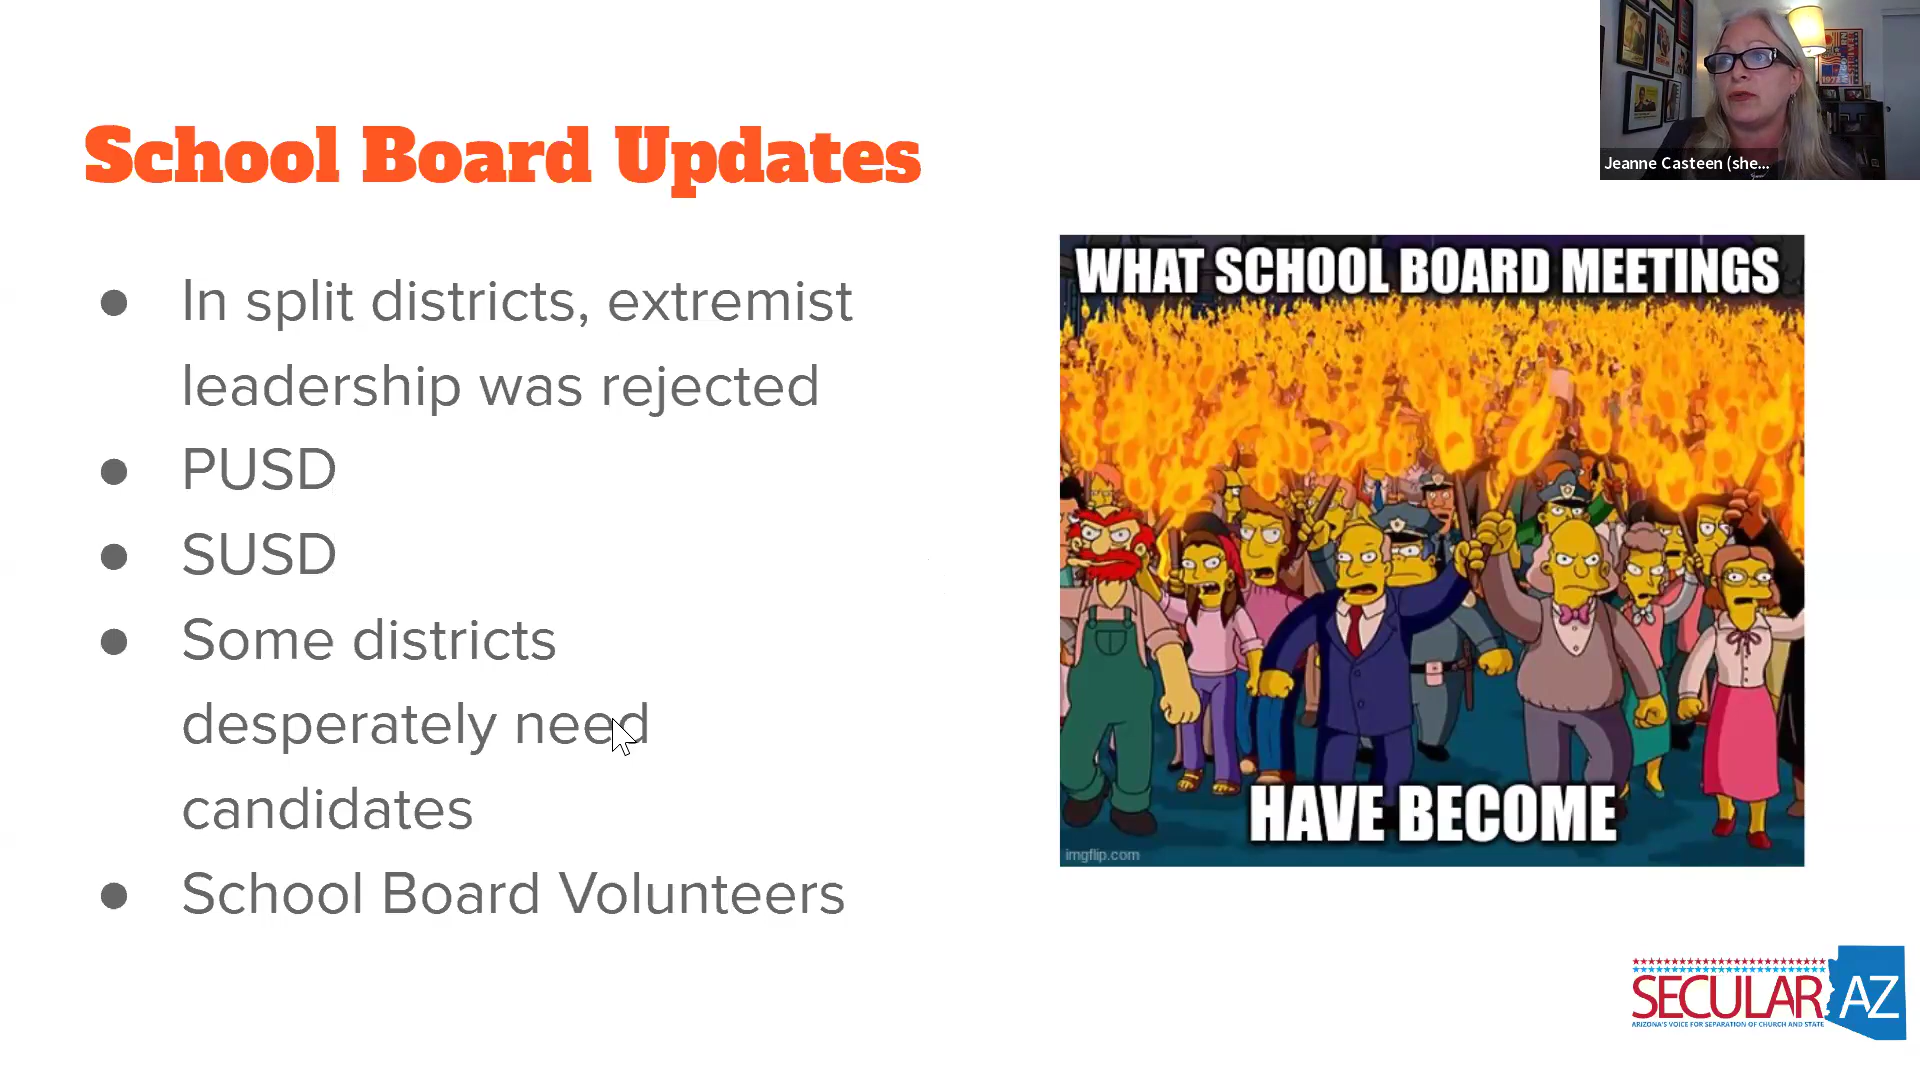 School Board Updates
● In split districts, extremist
leadership was rejected
● PUSD
● SUSD
● Some districts
desperately need
candidates
● School Board Volunteers
WHAT SCHOOL BOARD MEETINGS
HAVE BECOME
imgflip.com
Jeanne Casteen (she...
SECULAR AZ
ARIZONA'S VOICE FOR SEPARATION OF CHURCH AND STATE